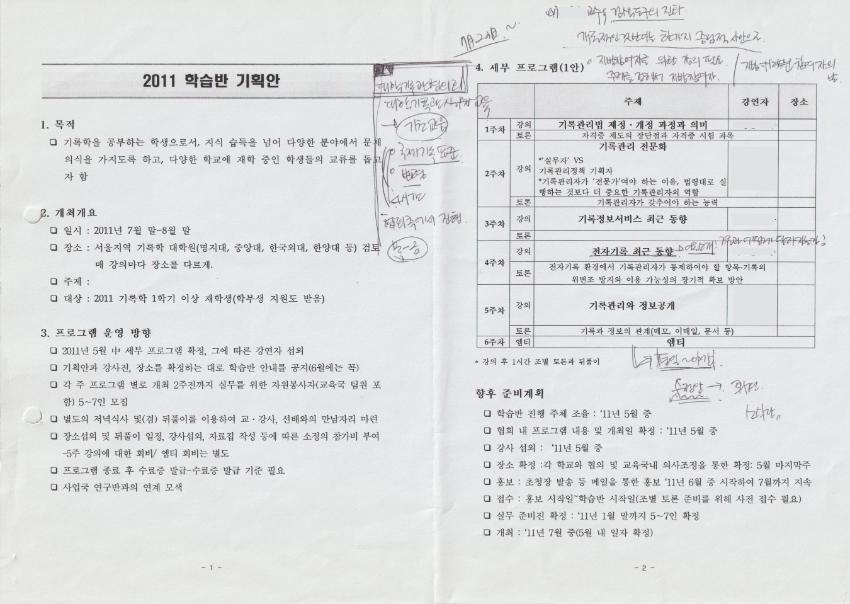 2011 학습반 기획안
1. 목적
❏ 기록학을 공부하는 학생으로서, 지식 습득을 넘어 다양한 분야에서 문제
의식을 가지도록 하고, 다양한 학교에 재학 중인 학생들의 교류를 돕고
자 함
2. 개최개요
❏ 일시 : 2011년 7월 말~8월 말
❏ 장소 : 서울지역 기록학 대학원(명지대, 중앙대, 한국외대, 한양대 등) 검토
매 강의마다 장소를 다르게.
❏ 주제 :
❏ 대상 : 2011 기록학 1학기 이상 재학생(학부생 지원도 받음)
3. 프로그램 운영 방향
❏ 2011년 5월 中 세부 프로그램 확정, 그에 따른 강연자 섭외
❏ 기획안과 강사진, 장소를 확정하는 대로 학습반 안내를 공지(6월에는 꼭)
❏ 각 주 프로그램 별로 개최 2주전까지 실무를 위한 자원봉사자(교육국 팀원 포
함) 5~7인 모집
❏ 별도의 저녁식사 및(겸) 뒤풀이를 이용하여 교·강사, 선배와의 만남자리 마련
❏ 장소섭외 및 뒤풀이 일정, 강사섭외, 자료집 작성 등에 따른 소정의 참가비 부여
-5주 강의에 대한 회비/ 엠티 회비는 별도
❏ 프로그램 종료 후 수료증 발급-수료증 발급 기준 필요
❏ 사업국 연구반과의 연계 모색
- 1 -
기초교육
4. 세부 프로그램(1안)
주제 강연자 장소
1주차 강의 기록관리법 제정·개정 과정과 의미
토론 자격증 제도의 장단점과 자격증 시험 과목
2주차 강의 기록관리 전문화
*'실무자' VS
기록관리정책 기획자
*기록관리자가 '전문가'여야 하는 이유, 법령대로 실
행하는 것보다 더 중요한 기록관리자의 역할
토론 기록관리자가 갖추어야 하는 능력
3주차 강의 기록정보서비스 최근 동향
토론
4주차 강의 전자기록 최근 동향
토론 전자기록 환경에서 기록관리자가 통제하여야 할 항목-기록의
위변조 방지와 이용 가능성의 장기적 확보 방안
5주차 강의 기록관리와 정보공개
토론 기록과 정보의 관계(메모, 이메일, 문서 등)
6주차 엠티 엠티
* 강의 후 1시간 조별 토론과 뒤풀이
향후 준비계획
❏ 학습반 진행 주체 조율 : '11년 5월 중
❏ 협회 내 프로그램 내용 및 개최일 확정 : '11년 5월 중
❏ 강사 섭외 : '11년 5월 중
❏ 장소 확정 :각 학교와 협의 및 교육국내 의사조정을 통한 확정: 5월 마지막주
❏ 홍보 : 초청장 발송 등 메일을 통한 홍보 '11년 6월 중 시작하여 7월까지 지속
❏ 접수 : 홍보 시작일~학습반 시작일(조별 토론 준비를 위해 사전 접수 필요)
❏ 실무 준비진 확정 : '11년 1월 말까지 5~7인 확정
❏ 개최 : '11년 7월 중(5월 내 일자 확정)
- 2 -